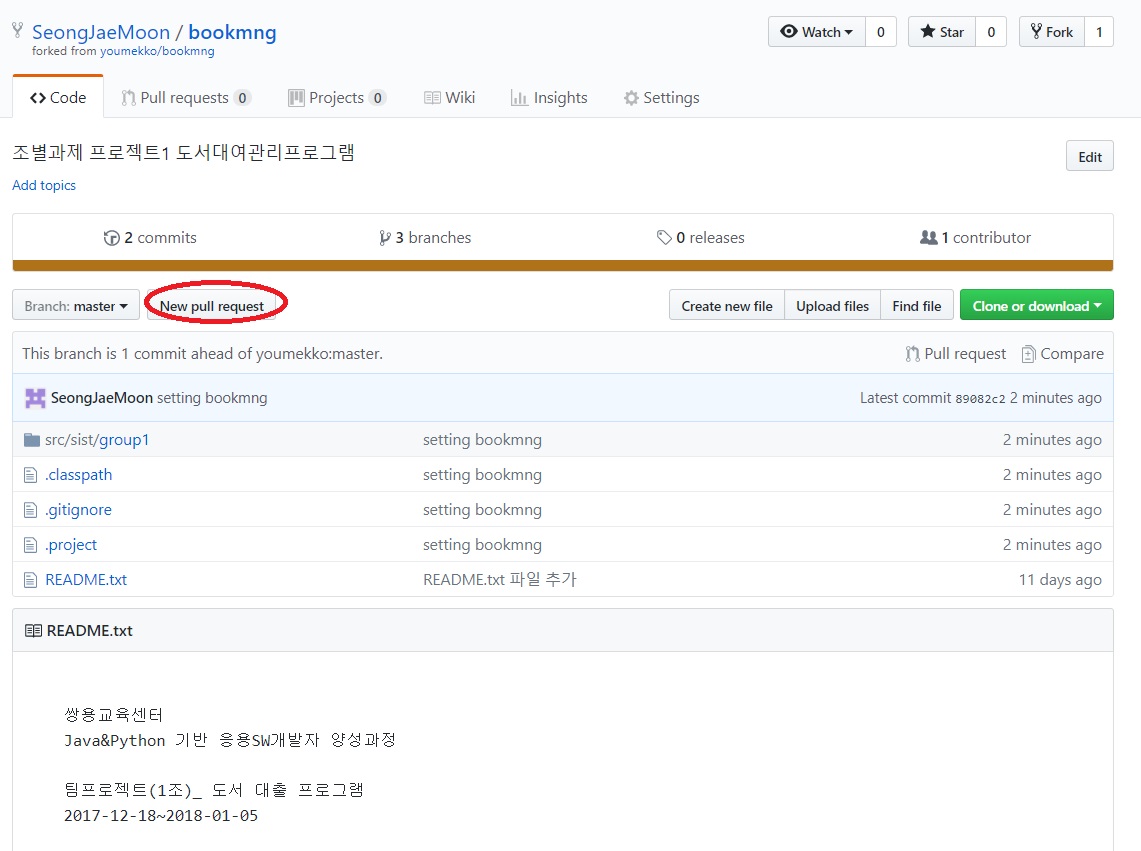 SeongJaeMoon / bookmng
forked from youmekko/bookmng
Watch 0 Star 0 Fork 1
Code Pull requests 0 Projects 0 Wiki Insights Settings
조별과제 프로젝트1 도서대여관리프로그램 Edit
Add topics
2 commits 3 branches 0 releases 1 contributor
Branch: master New pull request Create new file Upload files Find file Clone or download
This branch is 1 commit ahead of youmekko:master. Pull request Compare
SeongJaeMoon setting bookmng Latest commit 89082c2 2 minutes ago
src/sist/group1 setting bookmng 2 minutes ago
.classpath setting bookmng 2 minutes ago
.gitignore setting bookmng 2 minutes ago
.project setting bookmng 2 minutes ago
README.txt README.txt 파일 추가 11 days ago
README.txt
쌍용교육센터
Java&Python 기반 응용SW개발자 양성과정
팀프로젝트(1조)_ 도서 대출 프로그램
2017-12-18~2018-01-05